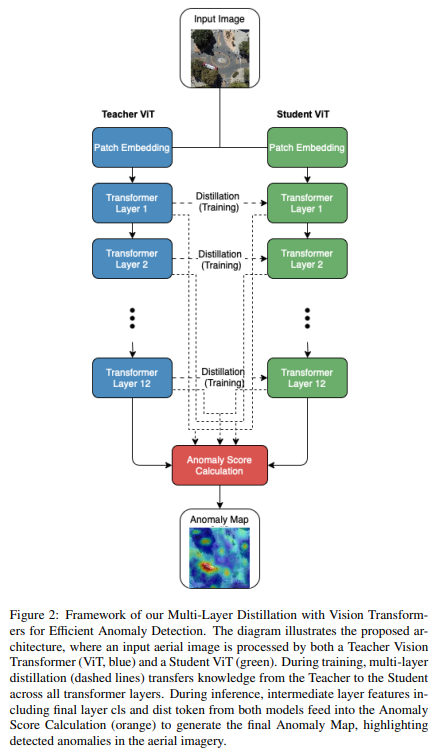 Input Image
Teacher ViT
Student ViT
Patch Embedding
Patch Embedding
Transformer
Layer 1
Distillation
(Training)
Transformer
Layer 1
Transformer
Layer 2
Distillation
(Training)
Transformer
Layer 2
Transformer
Layer 12
Distillation
(Training)
Transformer
Layer 12
Anomaly Score
Calculation
Anomaly Map
Figure 2: Framework of our Multi-Layer Distillation with Vision Transform-
ers for Efficient Anomaly Detection. The diagram illustrates the proposed ar-
chitecture, where an input aerial image is processed by both a Teacher Vision
Transformer (ViT, blue) and a Student ViT (green). During training, multi-layer
distillation (dashed lines) transfers knowledge from the Teacher to the Student
across all transformer layers. During inference, intermediate layer features in-
cluding final layer cls and dist token from both models feed into the Anomaly
Score Calculation (orange) to generate the final Anomaly Map, highlighting
detected anomalies in the aerial imagery.